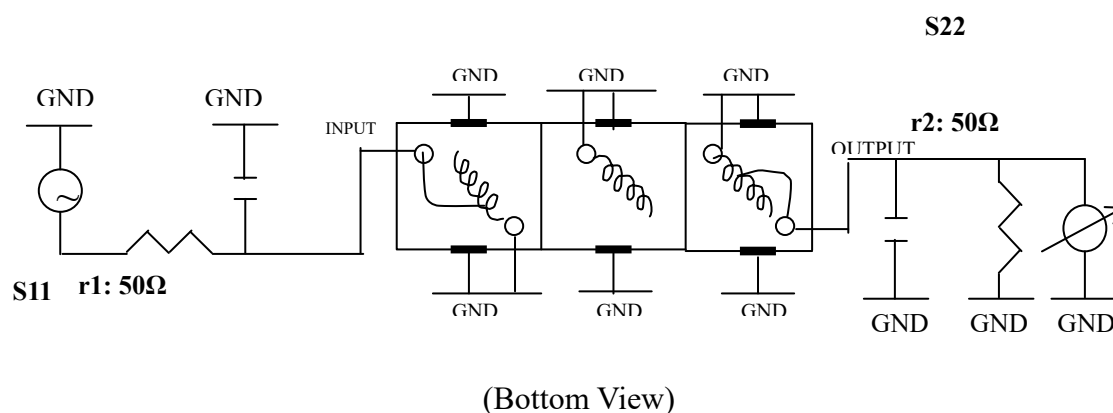 S22
GND GND GND
GND GND
INPUT r2: 50Ω
OUTPUT
S11 r1: 50Ω
GND GND GND
GND GND GND
(Bottom View)